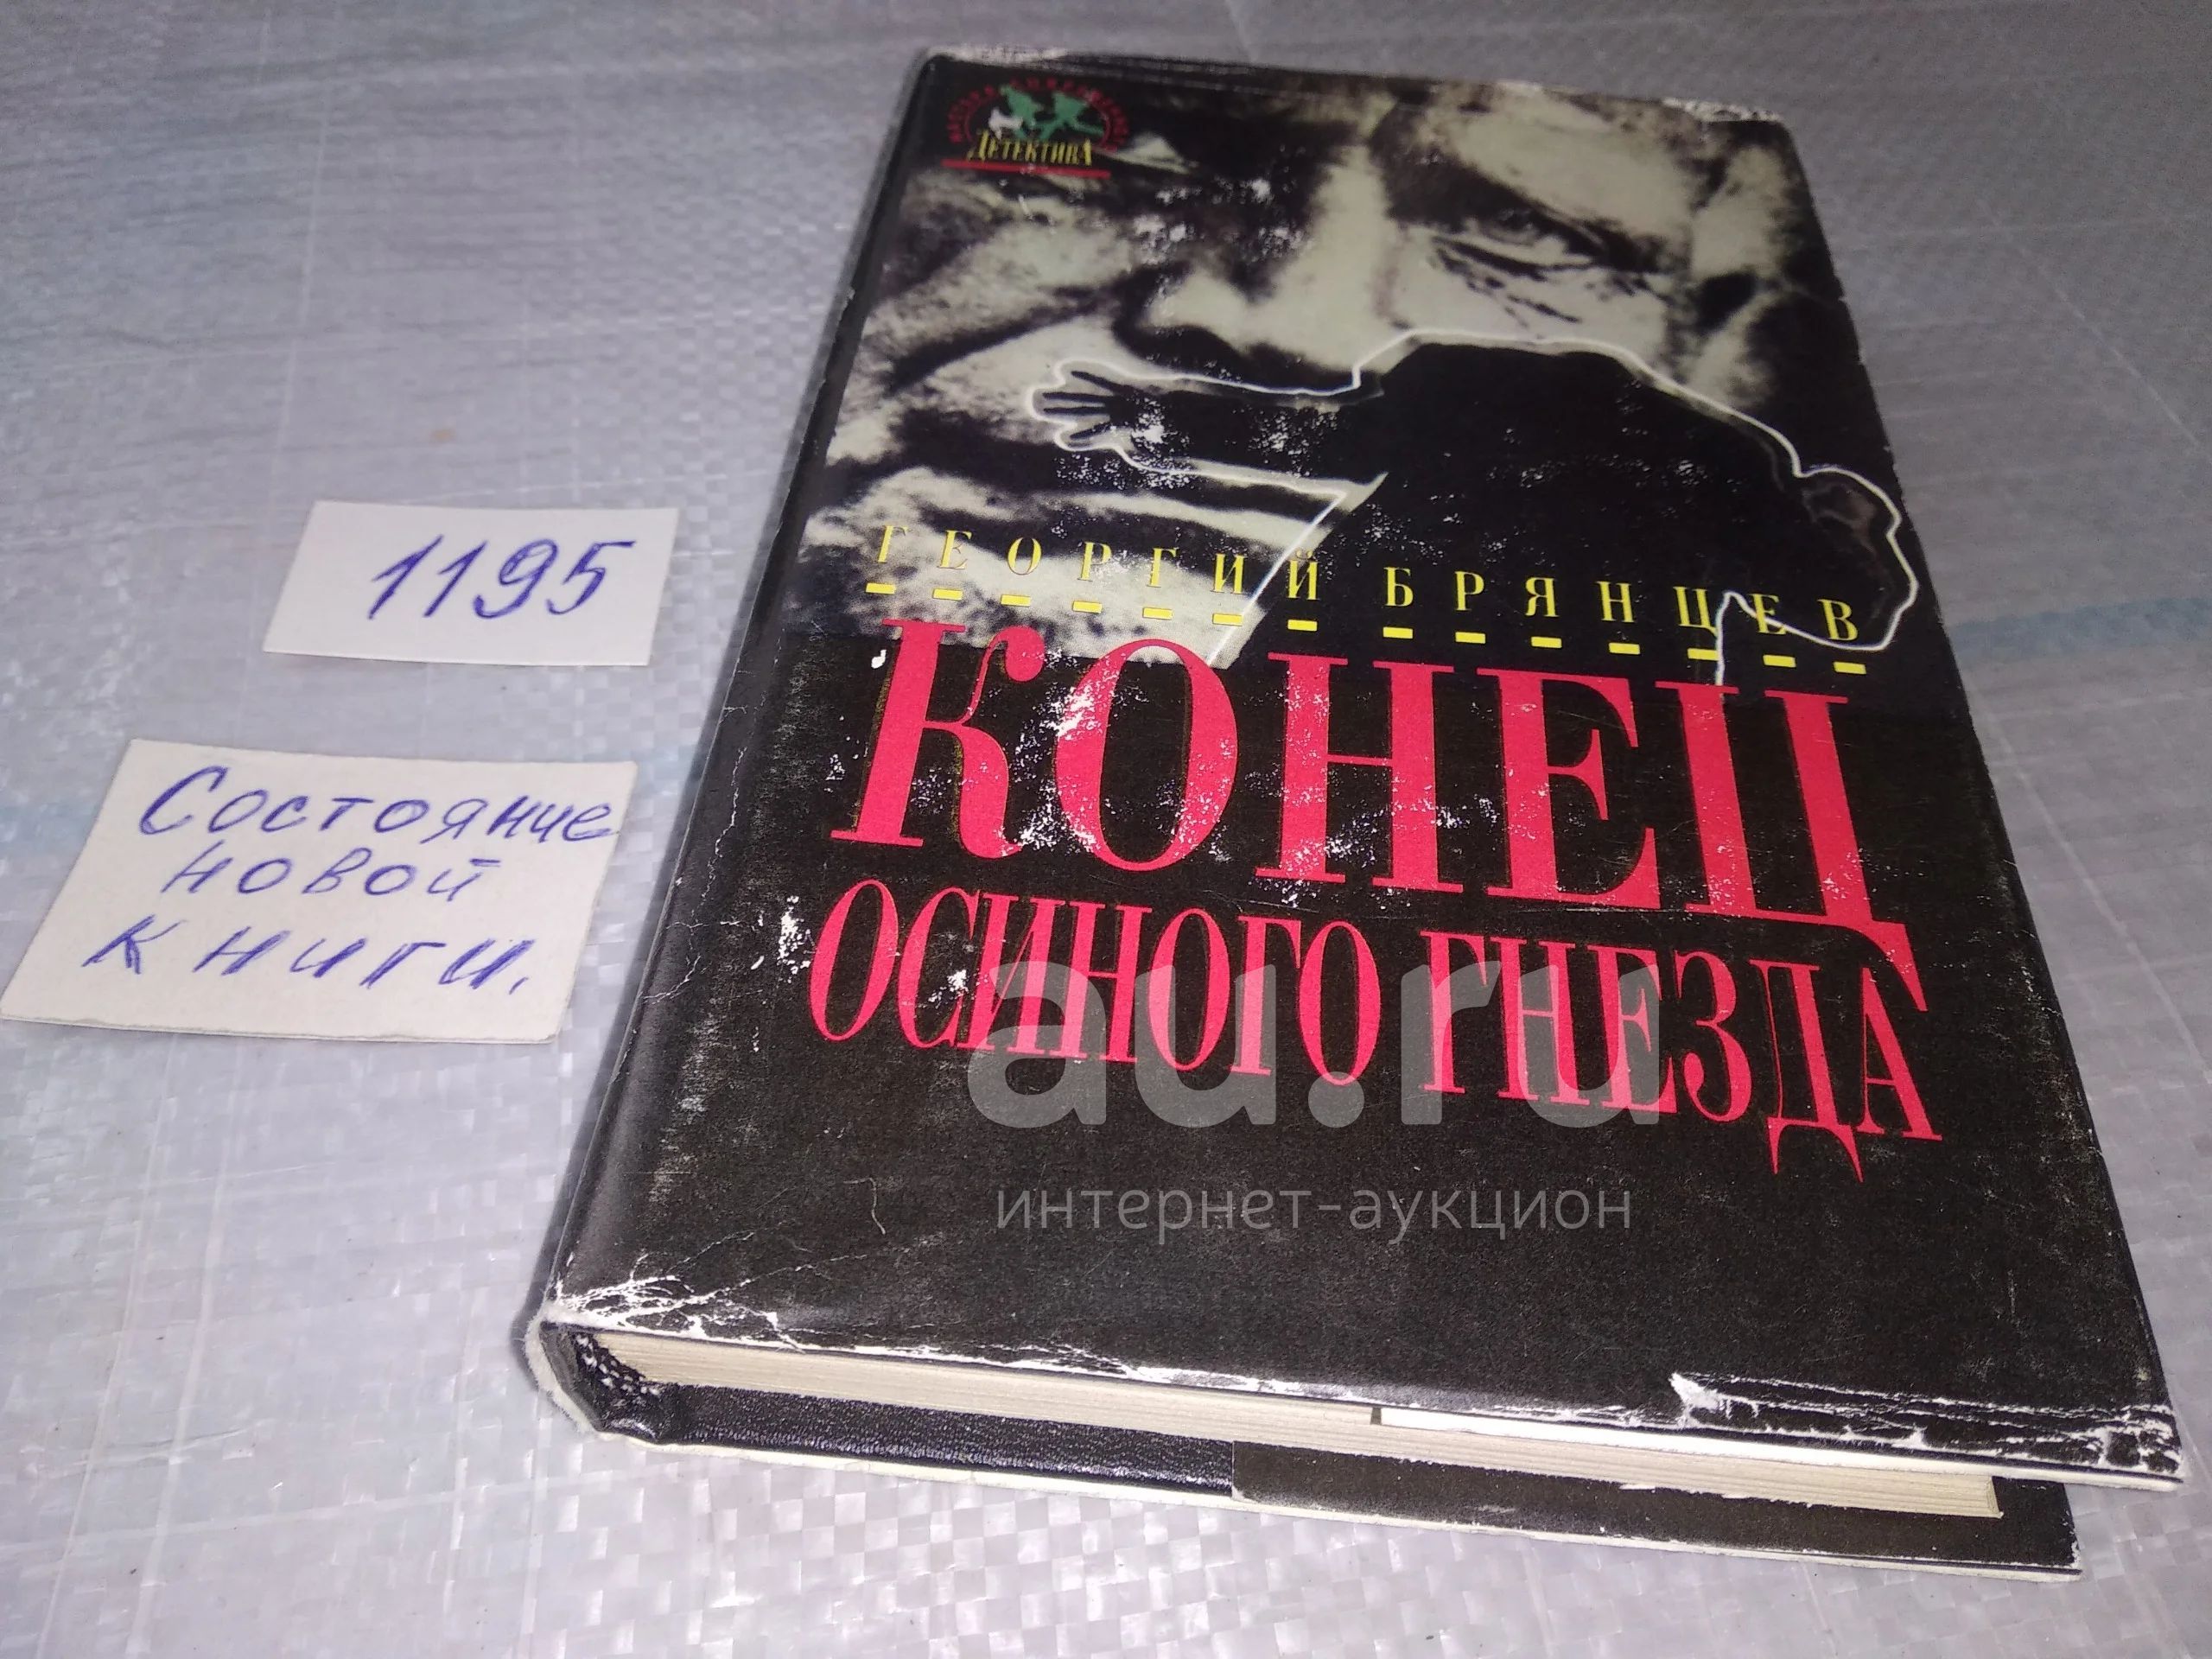 ДЕТЕКТИВА
ГЕОРГИЙ БРЯНЦЕВ
КОНЕЦ
ОСИНОГО ГНЕЗДА
1195
Состояние
новой
книги.
au.ru
интернет-аукцион